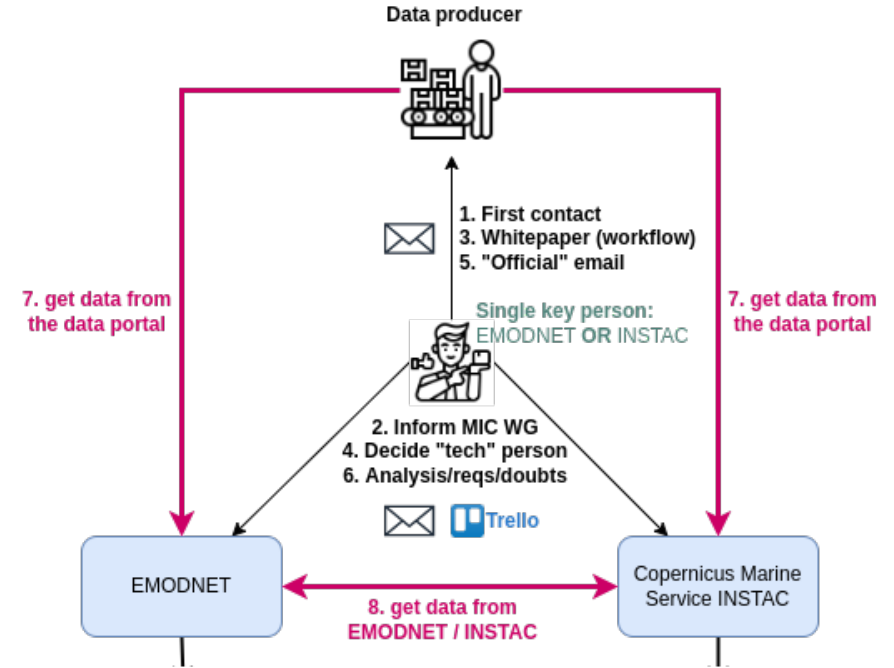 Data producer
1. First contact
3. Whitepaper (workflow)
5. "Official" email
7. get data from
the data portal
Single key person:
EMODNET OR INSTAC
7. get data from
the data portal
2. Inform MIC WG
4. Decide "tech" person
6. Analysis/reqs/doubts
Trello
EMODNET
8. get data from
EMODNET / INSTAC
Copernicus Marine
Service INSTAC